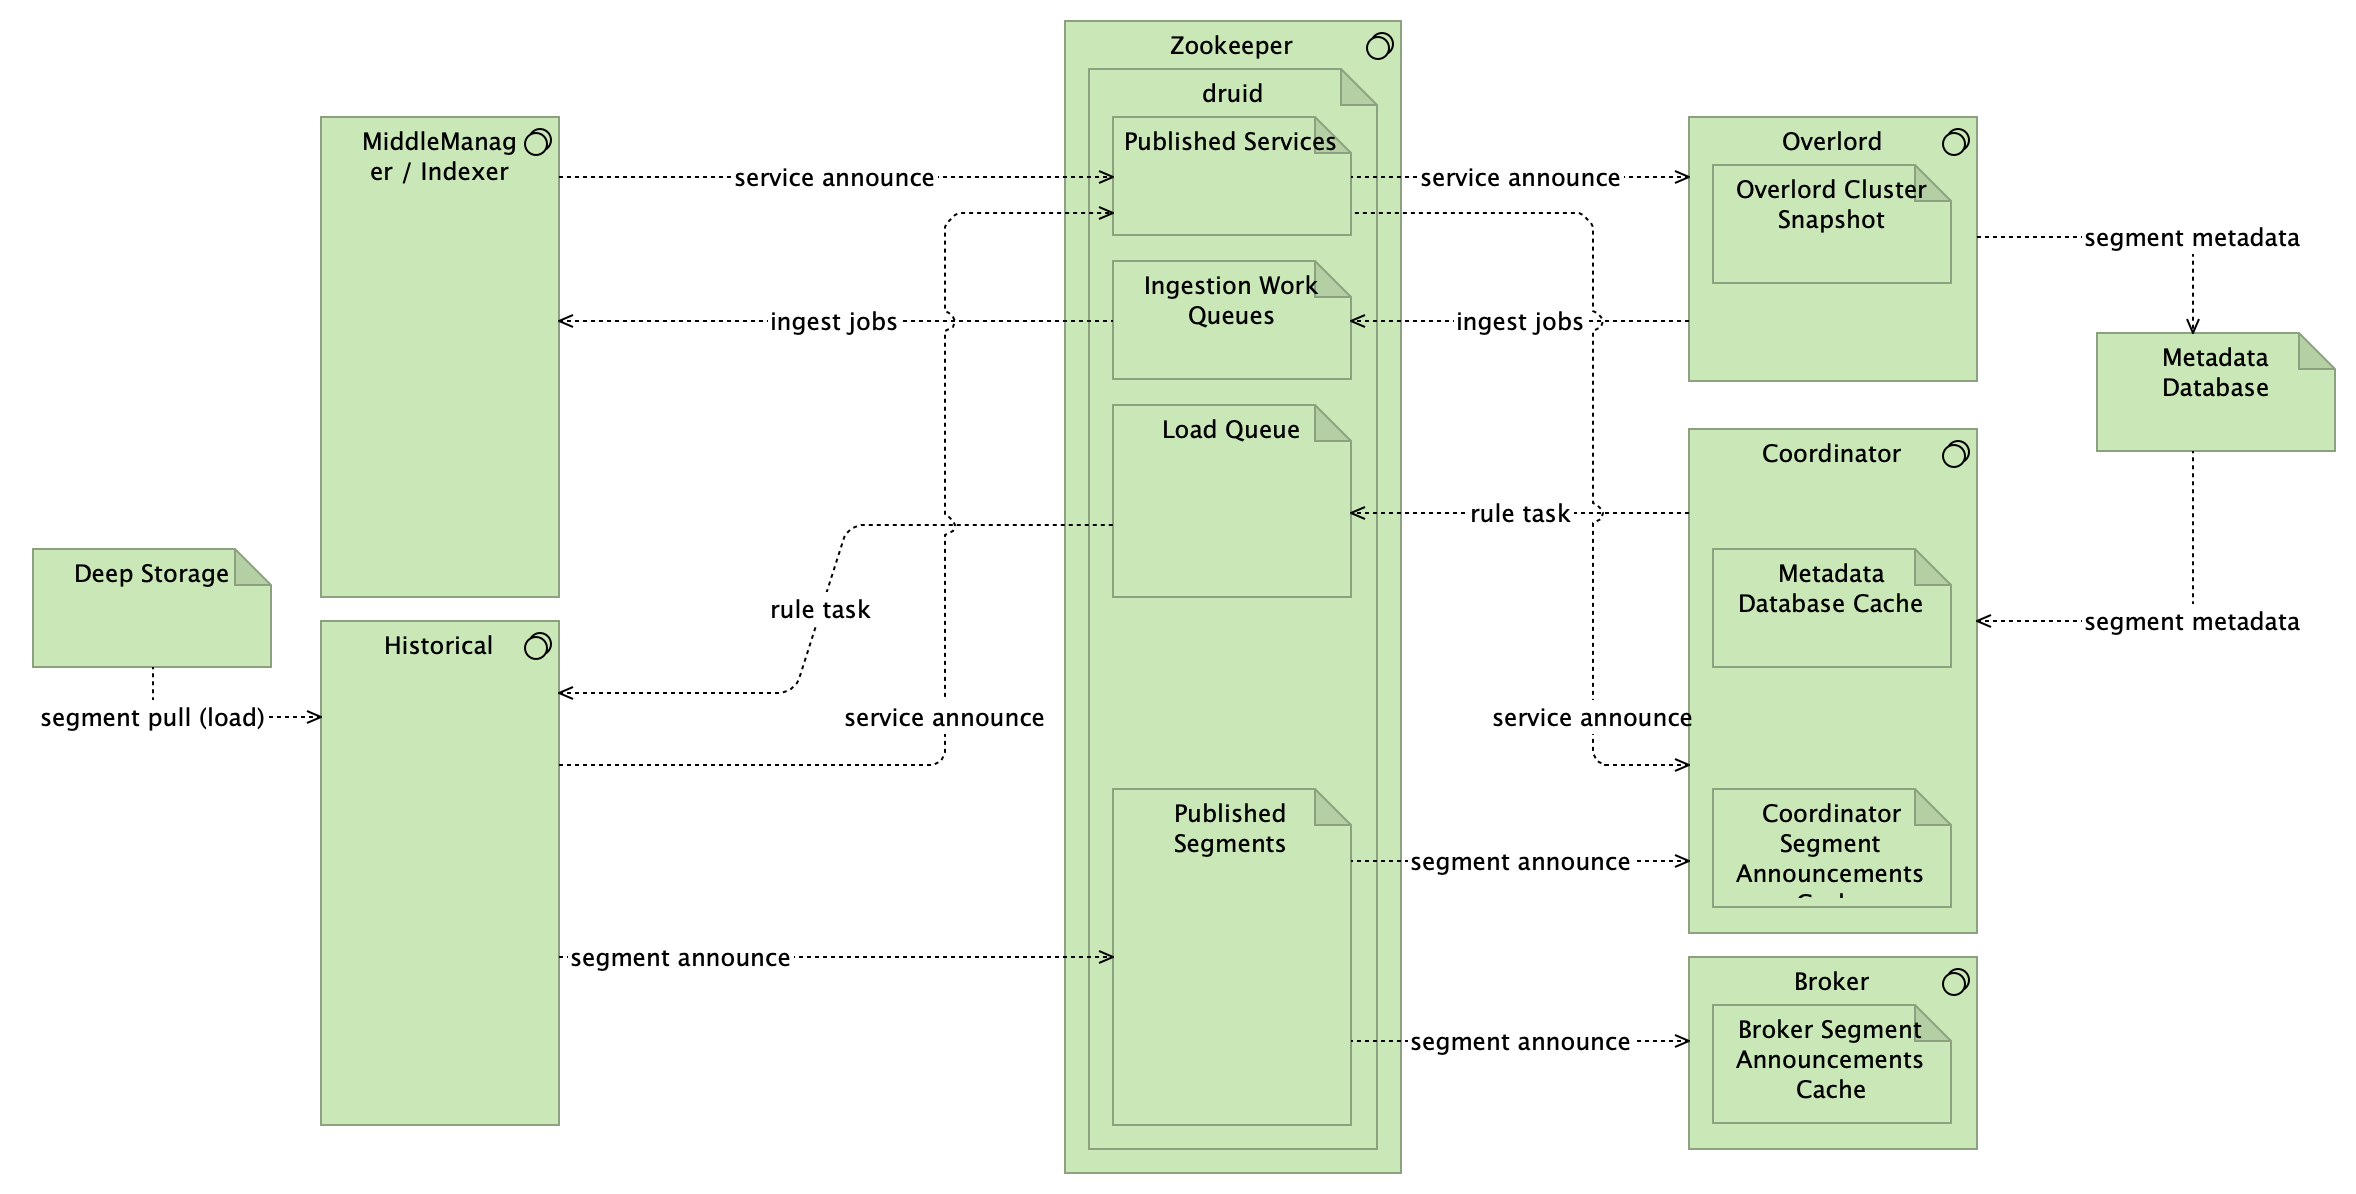 Zookeeper
druid
MiddleManag
er / Indexer
Published Services
Overlord
service announce
service announce
Overlord Cluster
Snapshot
segment metadata
Ingestion Work
Queues
ingest jobs
ingest jobs
Metadata
Database
Load Queue
Coordinator
rule task
Deep Storage
Metadata
Database Cache
rule task
segment metadata
Historical
segment pull (load)
service announce
service announce
Published
Segments
Coordinator
Segment
Announcements
segment announce
segment announce
Broker
Broker Segment
Announcements
Cache
segment announce